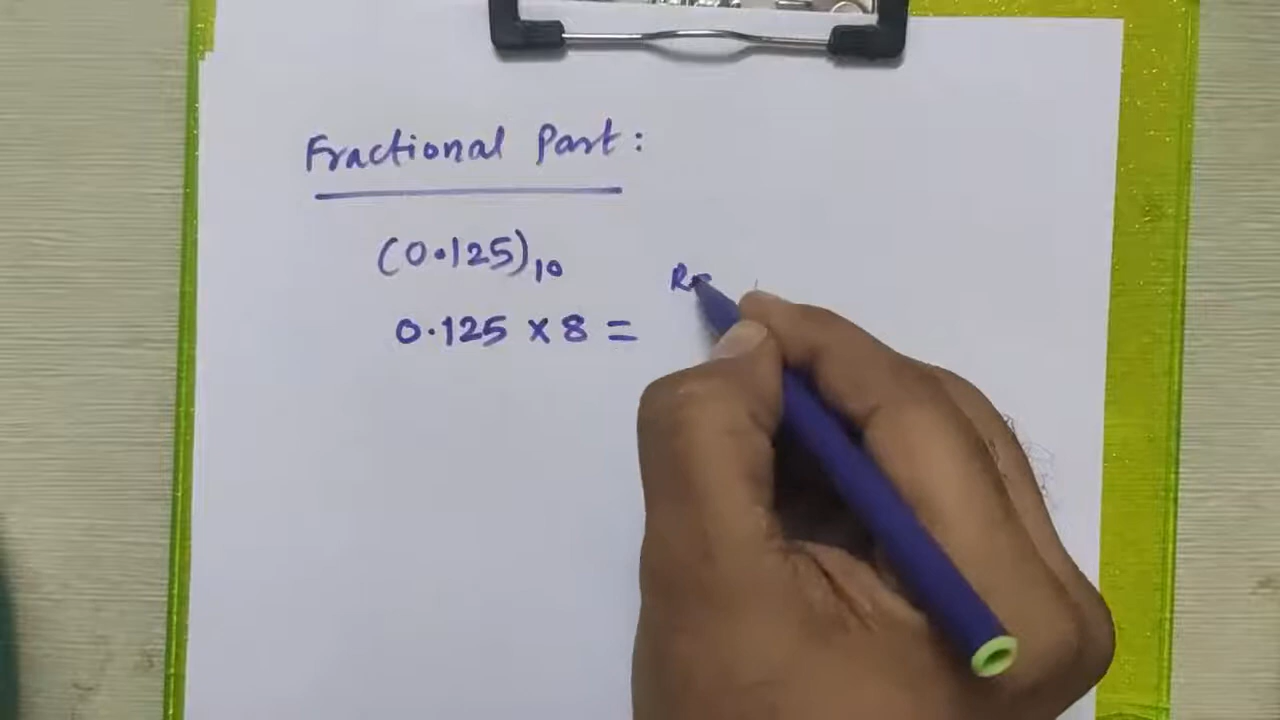 Fractional Part:
(0.125)10
0.125 × 8 =